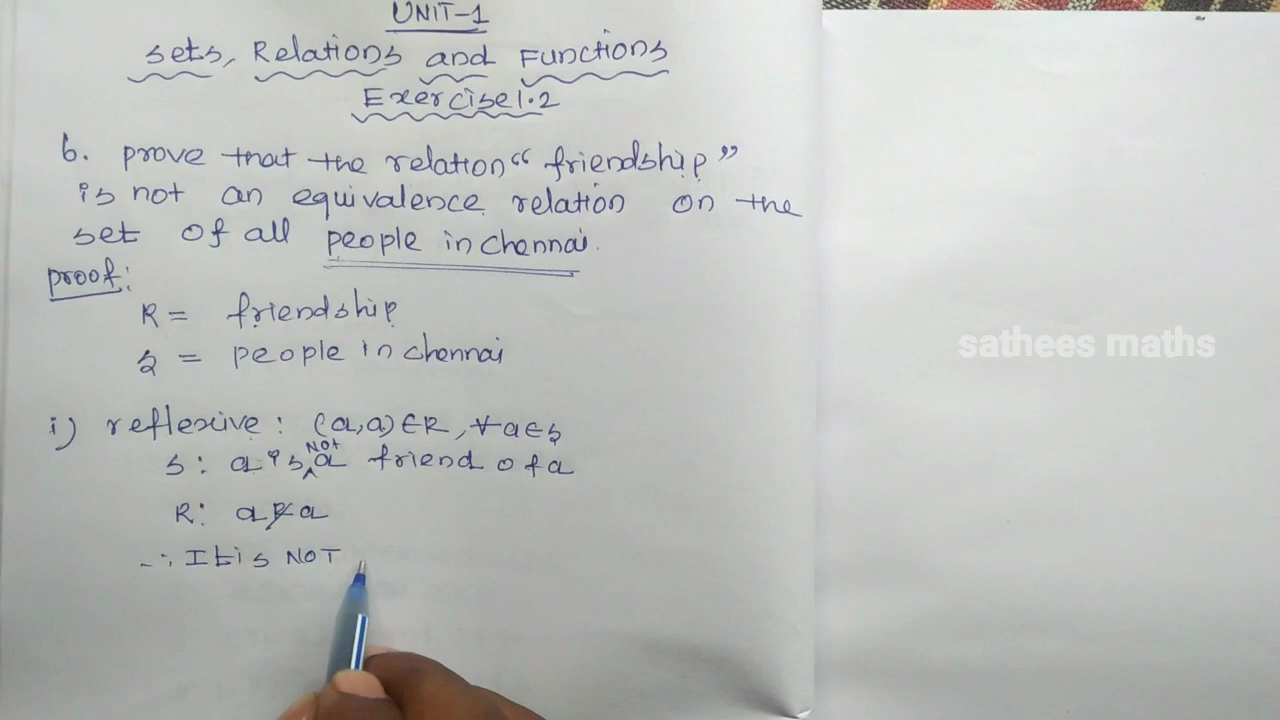 UNIT-1
Sets, Relations and Functions
Exercise 1.2
6. prove that the relation "friendship"
is not an equivalence relation on the
set of all people in Chennai.
proof:
R = friendship
S = people in Chennai
i) reflexive: (a,a)∈R, ∀a∈S
NOT
S: a is ^ a friend of a
R: a R̸ a
∴ It is NOT
sathees maths